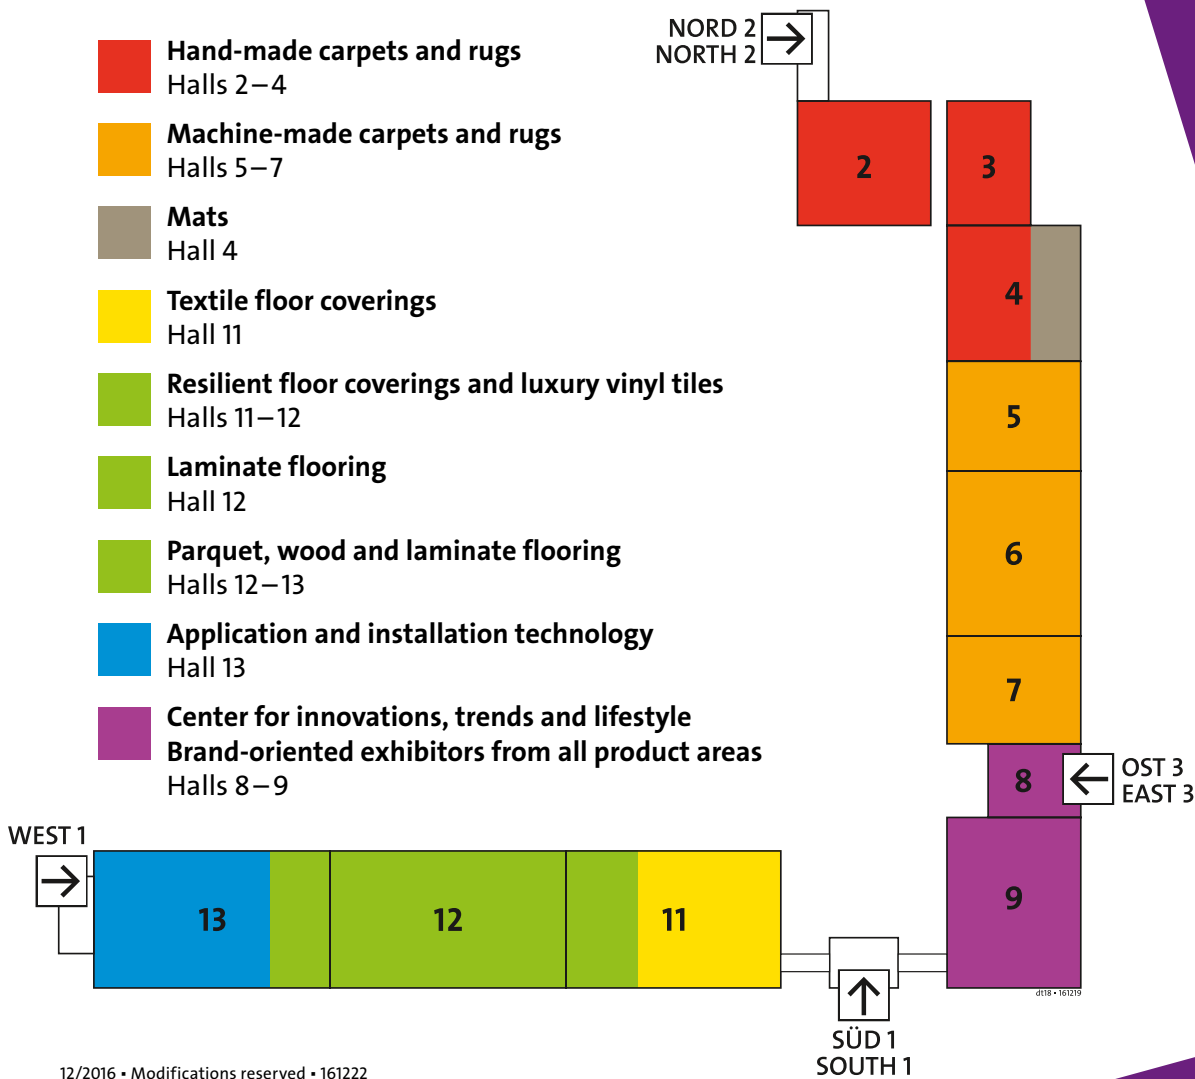 Hand-made carpets and rugs
Halls 2–4
Machine-made carpets and rugs
Halls 5–7
Mats
Hall 4
Textile floor coverings
Hall 11
Resilient floor coverings and luxury vinyl tiles
Halls 11–12
Laminate flooring
Hall 12
Parquet, wood and laminate flooring
Halls 12–13
Application and installation technology
Hall 13
Center for innovations, trends and lifestyle
Brand-oriented exhibitors from all product areas
Halls 8–9
NORD 2
NORTH 2
2
3
4
5
6
7
8
OST 3
EAST 3
9
WEST 1
13
12
11
SÜD 1
SOUTH 1
dt18 • 161219
12/2016 ▪ Modifications reserved ▪ 161222